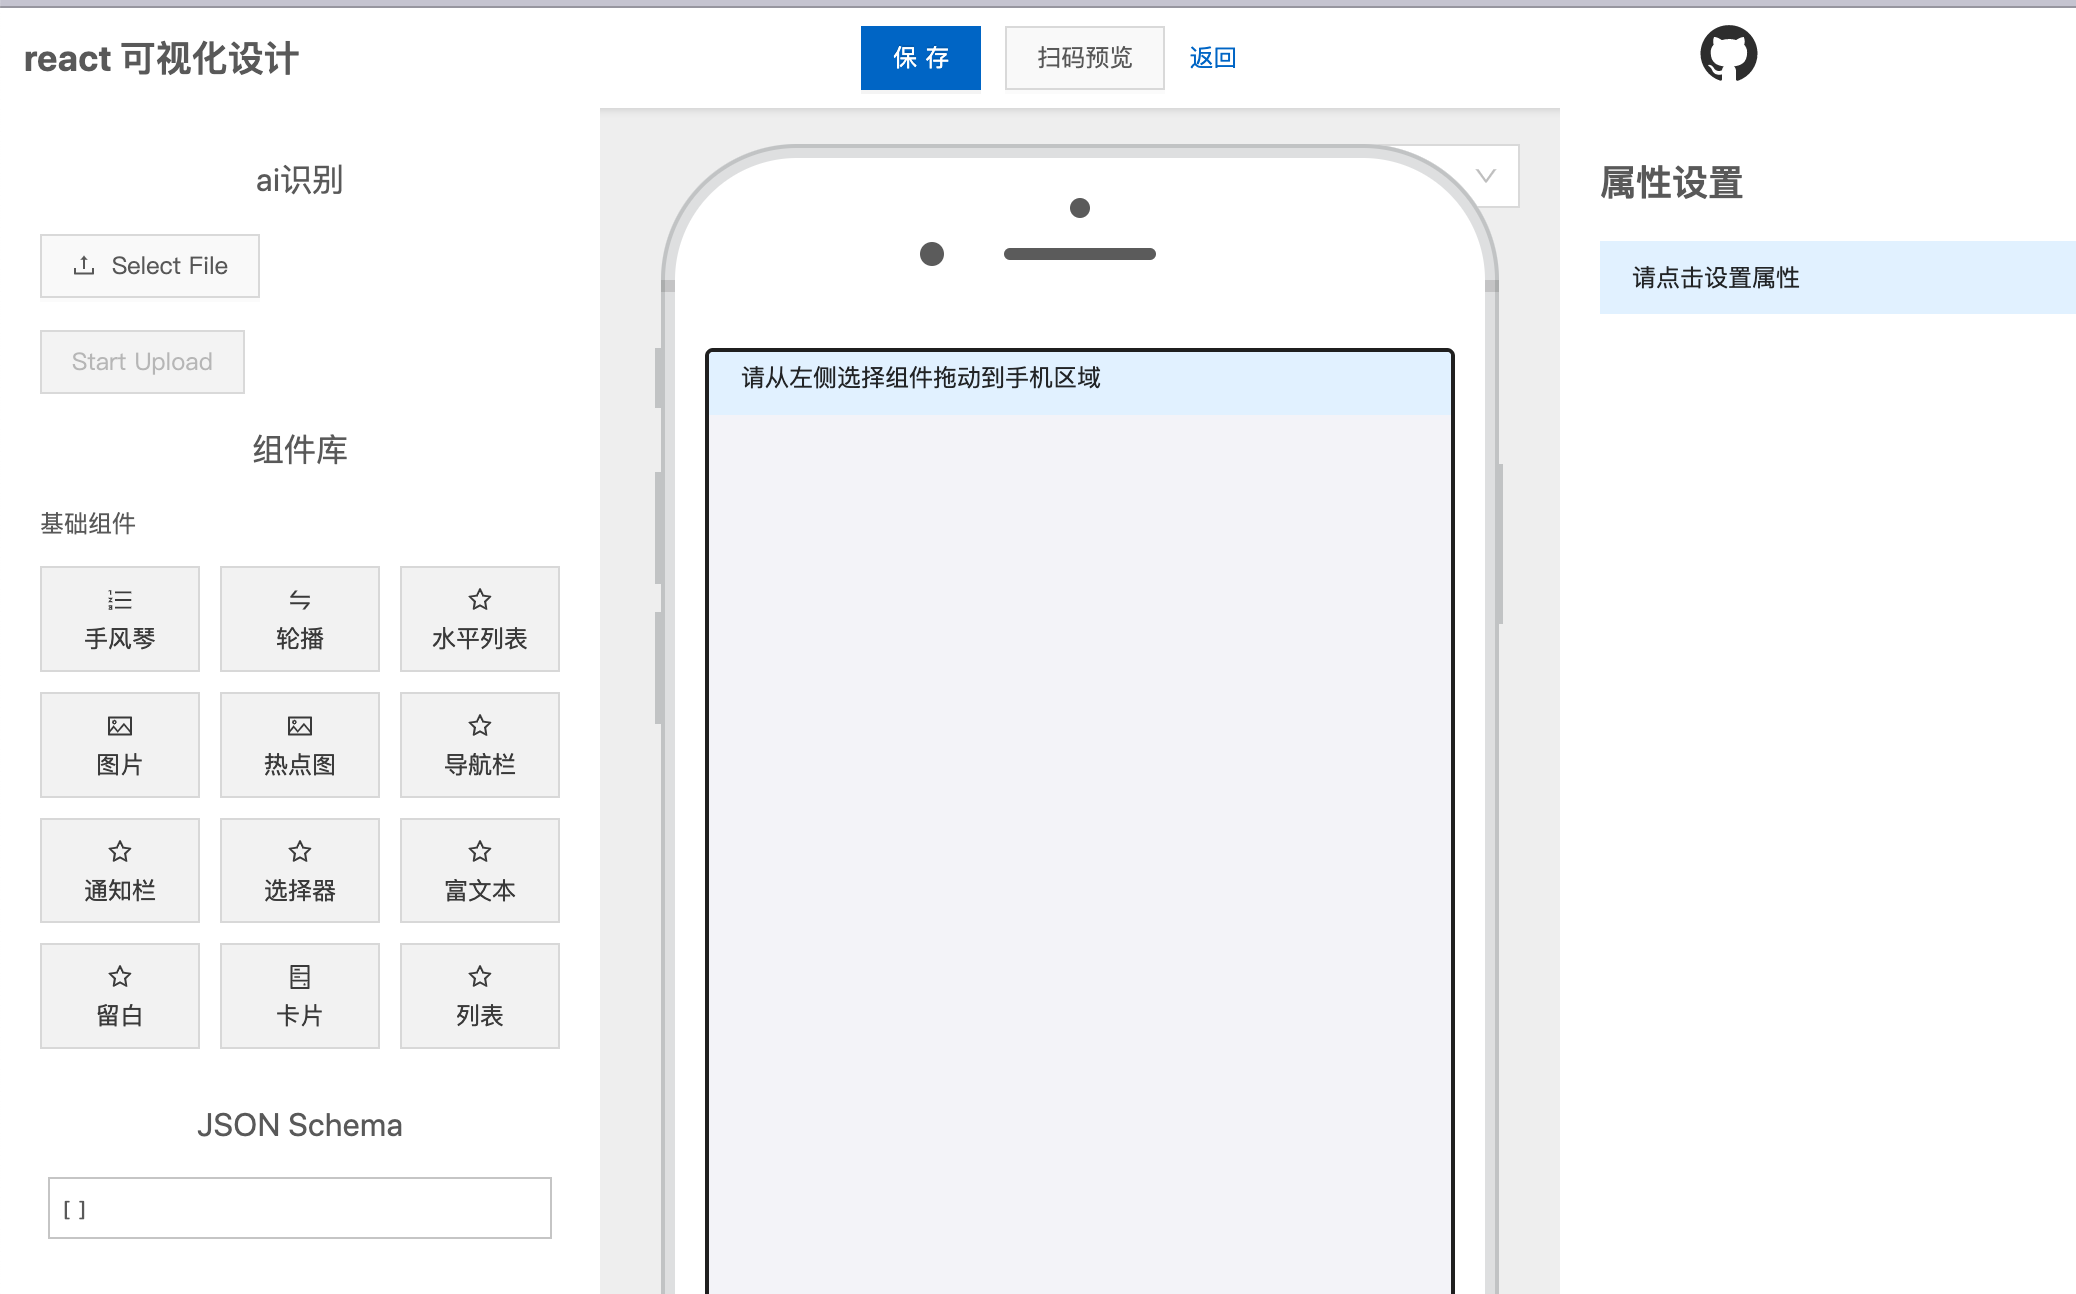 react 可视化设计
保 存
扫码预览
返回
ai识别
Select File
Start Upload
组件库
基础组件
手风琴
轮播
水平列表
图片
热点图
导航栏
通知栏
选择器
富文本
留白
卡片
列表
JSON Schema
[ ]
请从左侧选择组件拖动到手机区域
属性设置
请点击设置属性